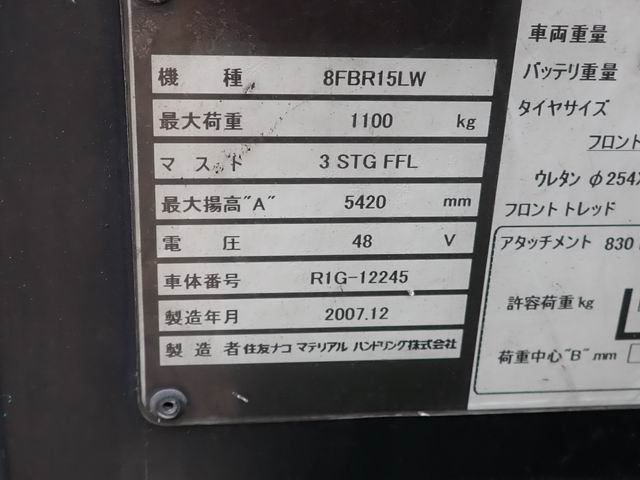 機 種 8FBR15LW
最大荷重 1100 kg
マスト 3 STG FFL
最大揚高"A" 5420 mm
電 圧 48 V
車体番号 R1G-12245
製造年月 2007.12
製造者 住友ナコ マテリアル ハンドリング株式会社
車両重量
バッテリ重量
タイヤサイズ
フロント
ウレタン φ254X
フロントトレッド
アタッチメント 830
許容荷重 kg
荷重中心"B" mm